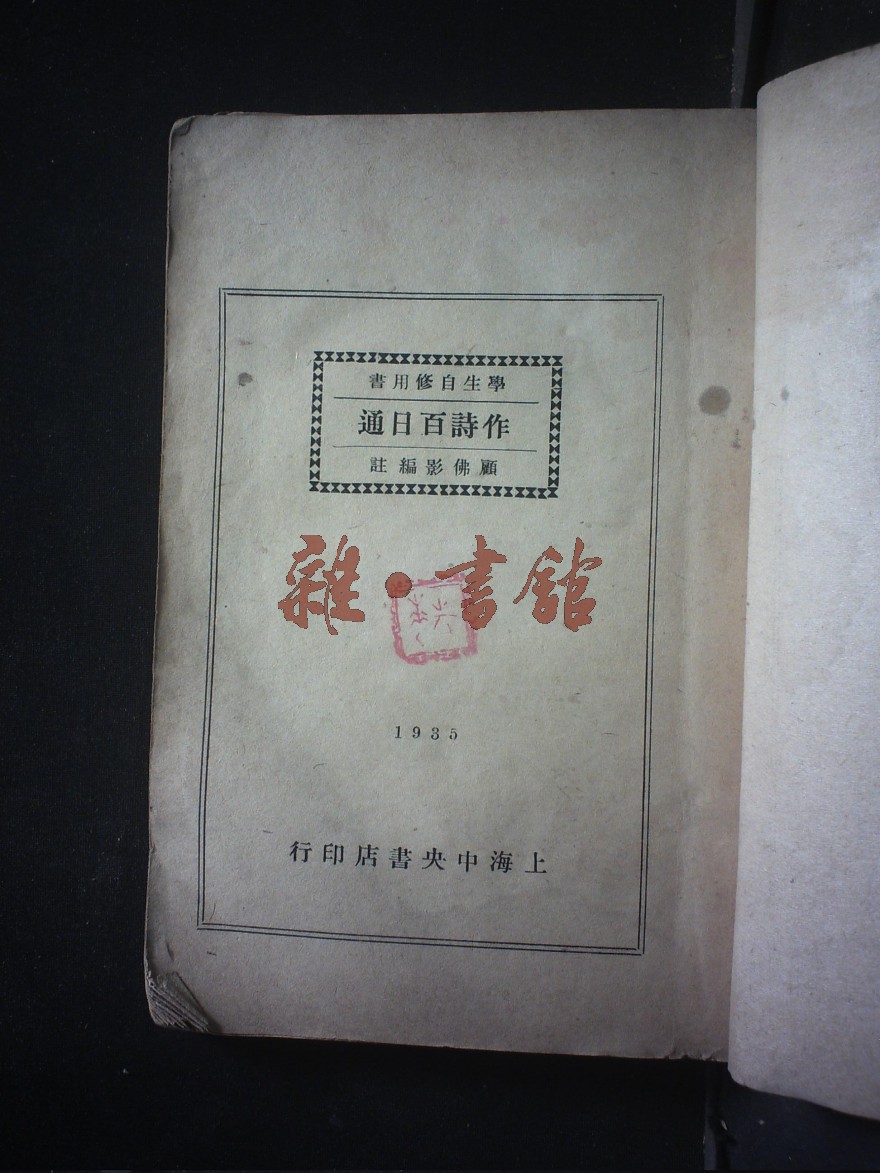 學生自修用書
作詩百日通
顧佛影編註
雜·書館
1935
上海中央書店印行